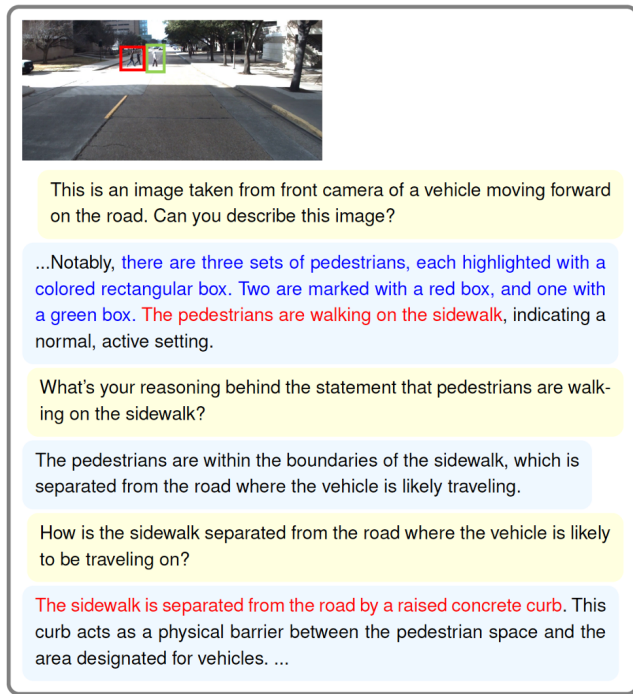 This is an image taken from front camera of a vehicle moving forward
on the road. Can you describe this image?
...Notably, there are three sets of pedestrians, each highlighted with a
colored rectangular box. Two are marked with a red box, and one with
a green box. The pedestrians are walking on the sidewalk, indicating a
normal, active setting.
What's your reasoning behind the statement that pedestrians are walk-
ing on the sidewalk?
The pedestrians are within the boundaries of the sidewalk, which is
separated from the road where the vehicle is likely traveling.
How is the sidewalk separated from the road where the vehicle is likely
to be traveling on?
The sidewalk is separated from the road by a raised concrete curb. This
curb acts as a physical barrier between the pedestrian space and the
area designated for vehicles. ...